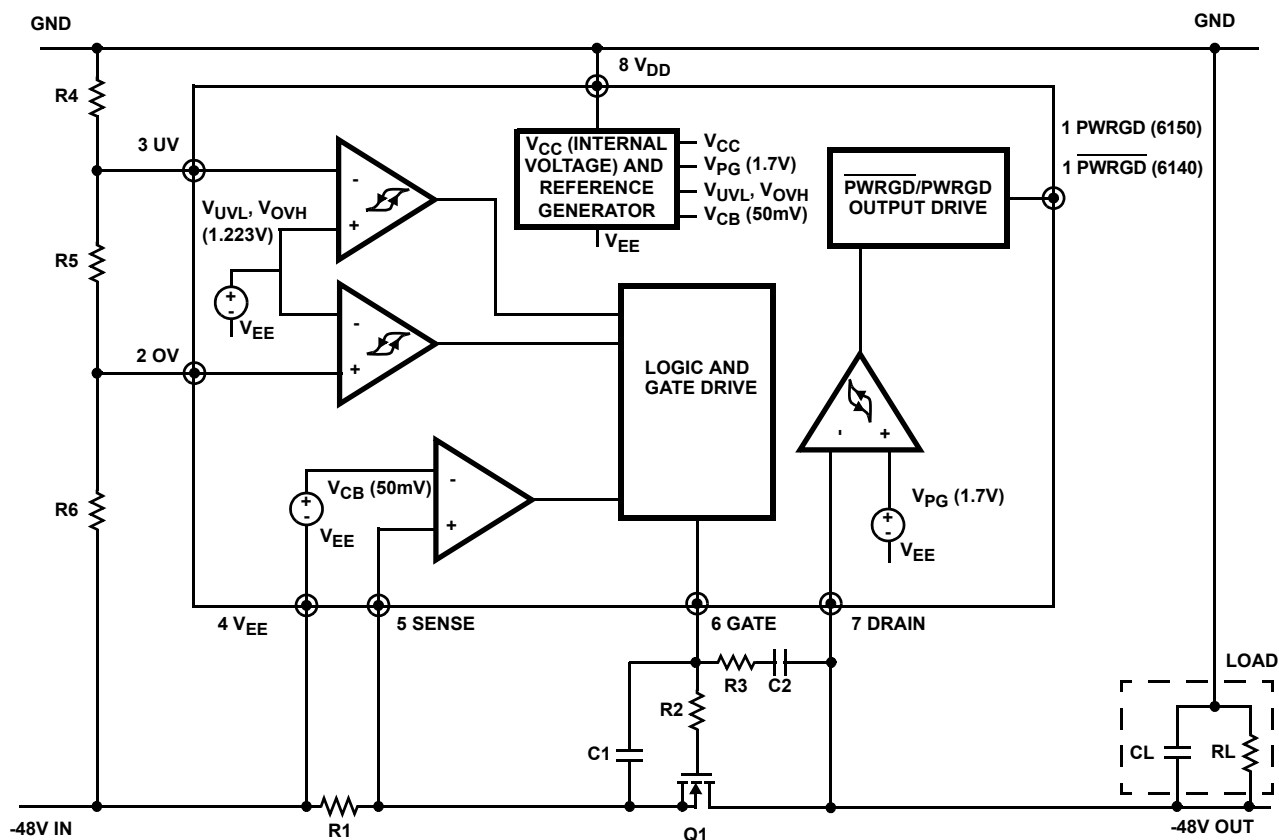 GND
GND
8 VDD
R4
3 UV
1 PWRGD (6150)
1 PWRGD (6140)
VCC (INTERNAL
VOLTAGE) AND
REFERENCE
GENERATOR
VCC
VPG (1.7V)
VUVL, VOVH
VCB (50mV)
VEE
PWRGD/PWRGD
OUTPUT DRIVE
-
+
VUVL, VOVH
(1.223V)
R5
+
-
VEE
-
+
2 OV
LOGIC AND
GATE DRIVE
- +
R6
VCB (50mV)
+
-
VEE
-
+
VPG (1.7V)
+
-
VEE
4 VEE
5 SENSE
6 GATE
7 DRAIN
LOAD
R3
C2
R2
C1
CL
RL
-48V IN
R1
Q1
-48V OUT